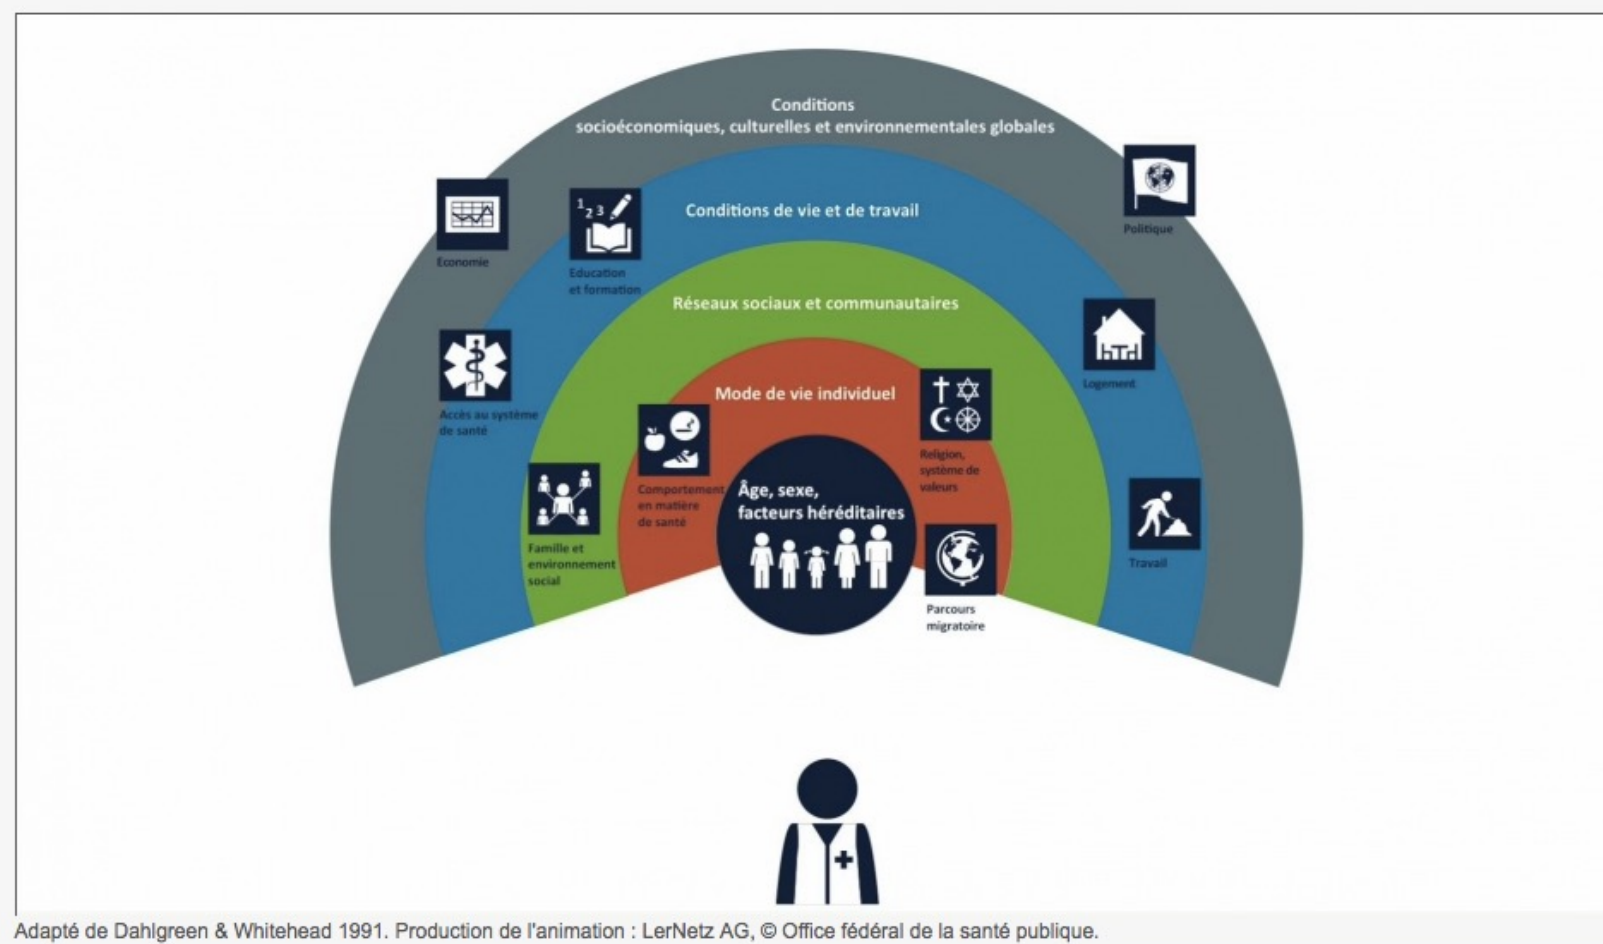 Conditions
socioéconomiques, culturelles et environnementales globales
Economie
Politique
Conditions de vie et de travail
1 2 3
Education
et formation
Accès au système
de santé
Logement
Travail
Réseaux sociaux et communautaires
Famille et
environnement
social
Mode de vie individuel
Comportement
en matière
de santé
Religion,
système de
valeurs
Parcours
migratoire
Âge, sexe,
facteurs héréditaires
Adapté de Dahlgreen & Whitehead 1991. Production de l'animation : LerNetz AG, © Office fédéral de la santé publique.